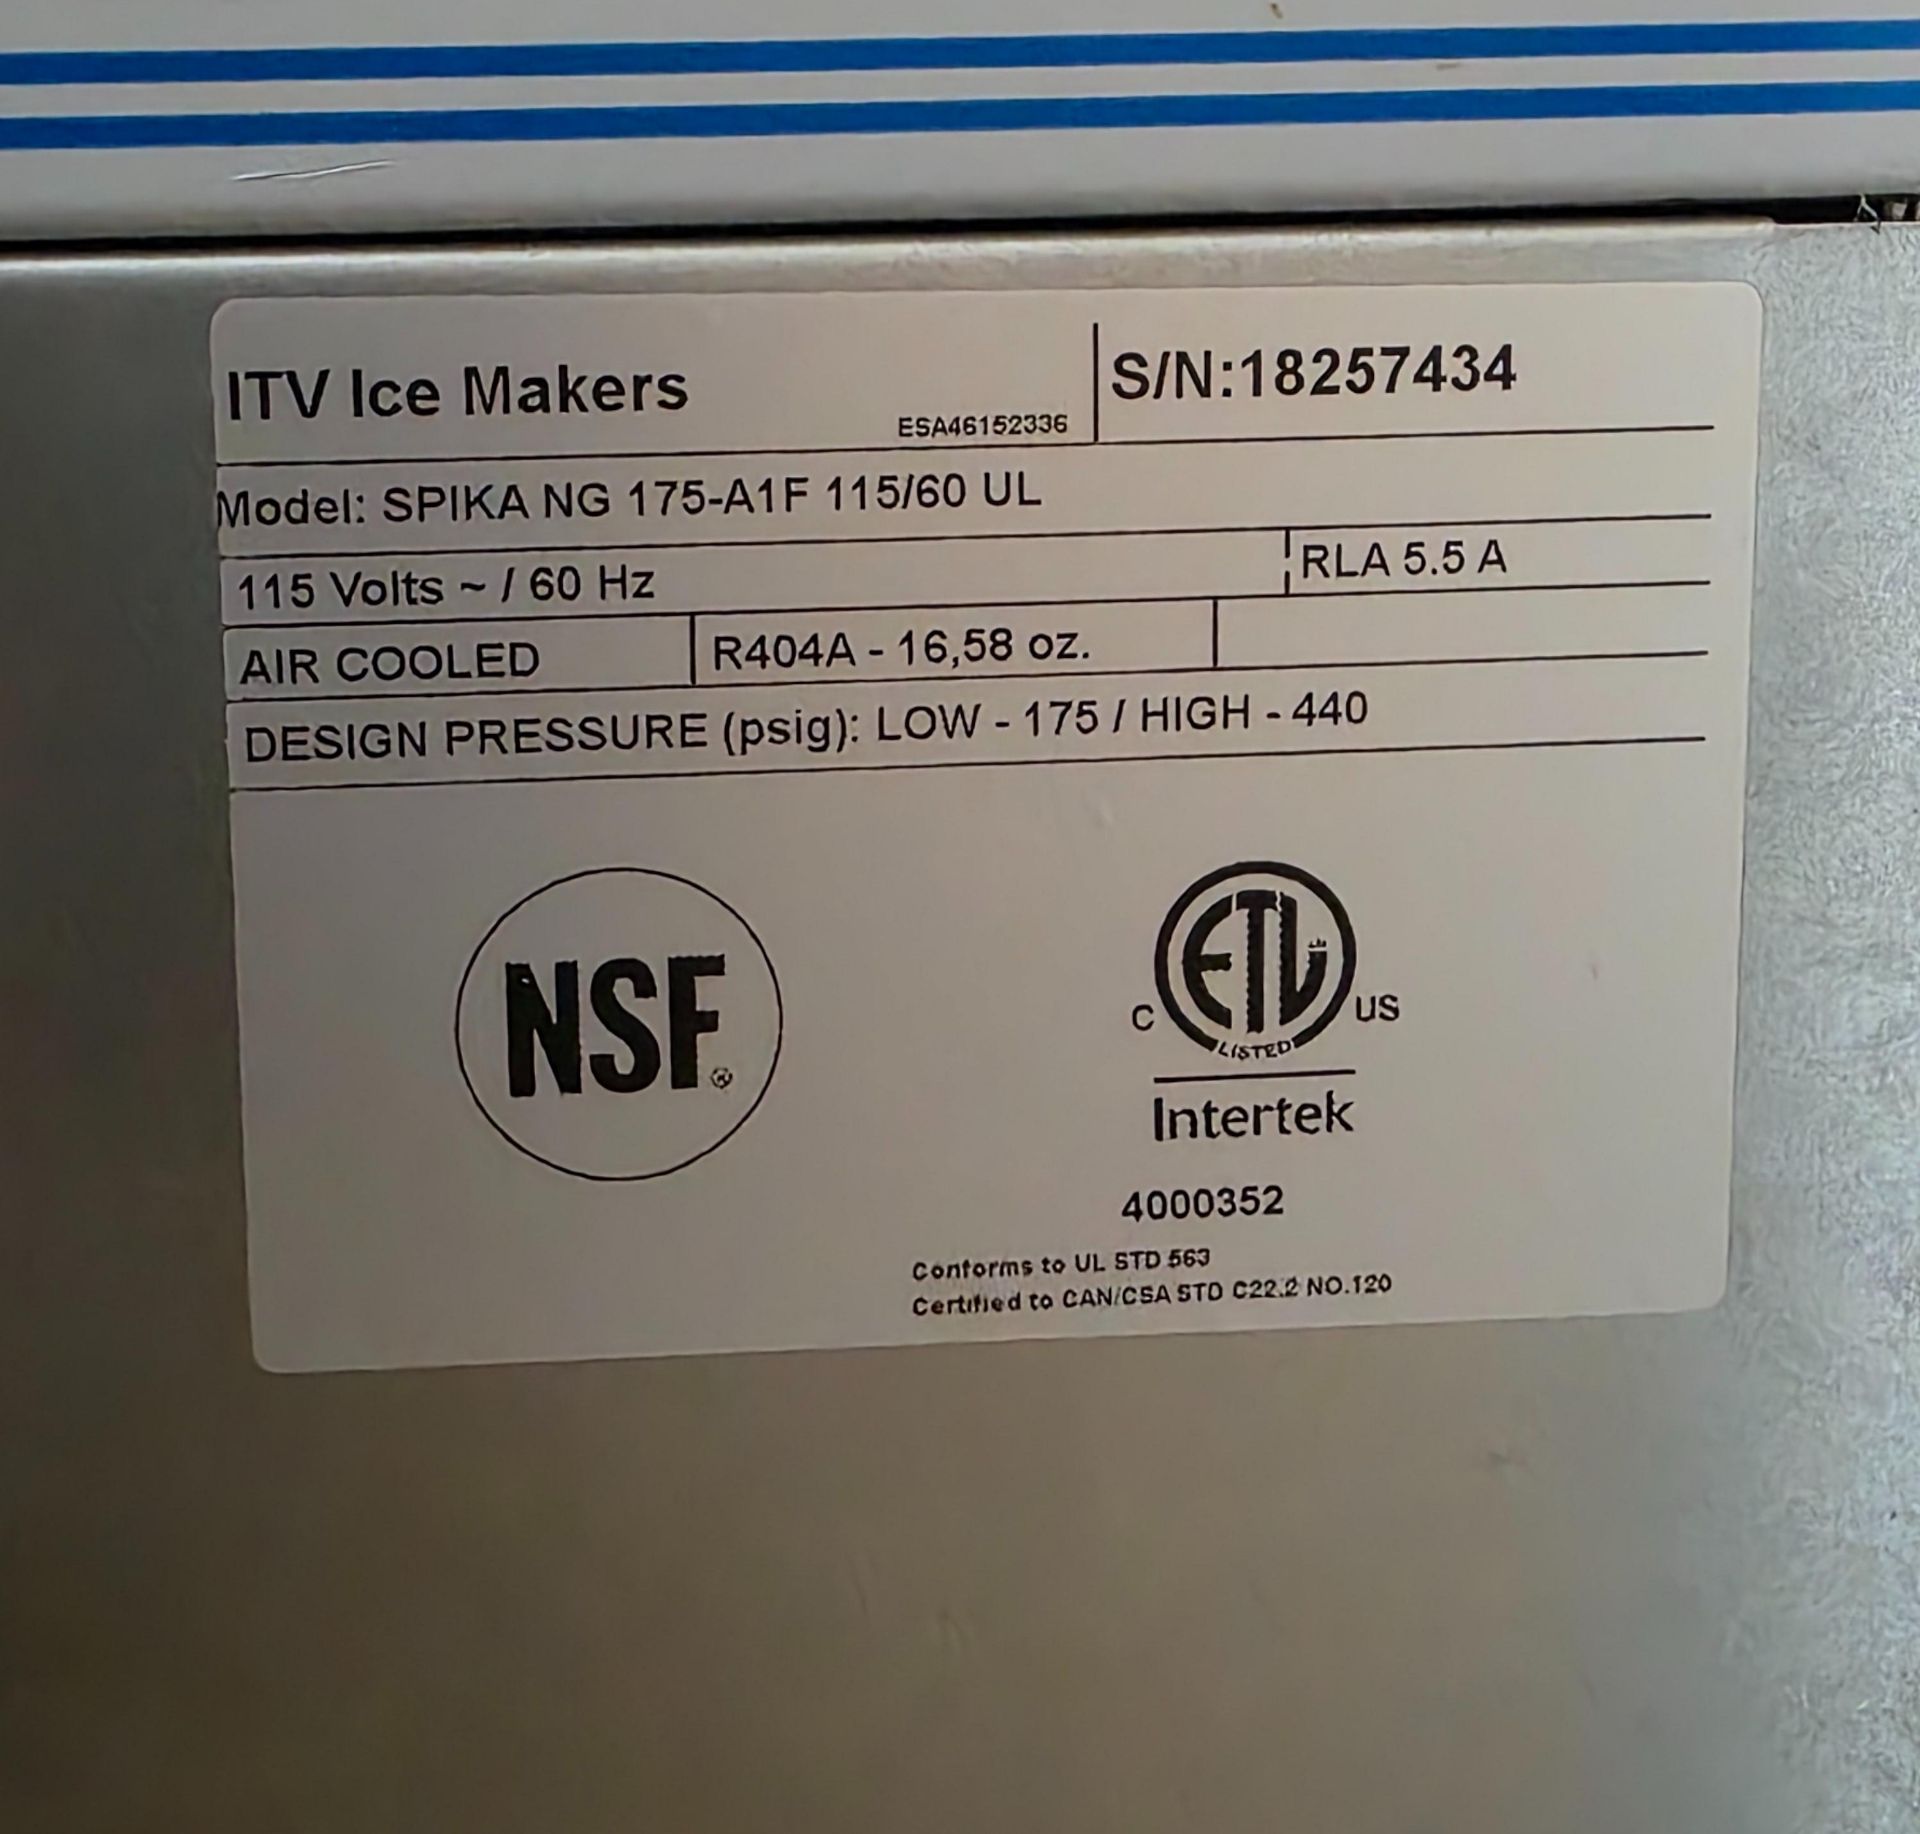 ITV Ice Makers
ESA46152336
S/N:18257434
Model: SPIKA NG 175-A1F 115/60 UL
115 Volts ~ / 60 Hz
RLA 5.5 A
AIR COOLED
R404A - 16,58 oz.
DESIGN PRESSURE (psig): LOW - 175 / HIGH - 440
NSF®
ETL
C US
LISTED
Intertek
4000352
Conforms to UL STD 563
Certified to CAN/CSA STD C22.2 NO.120